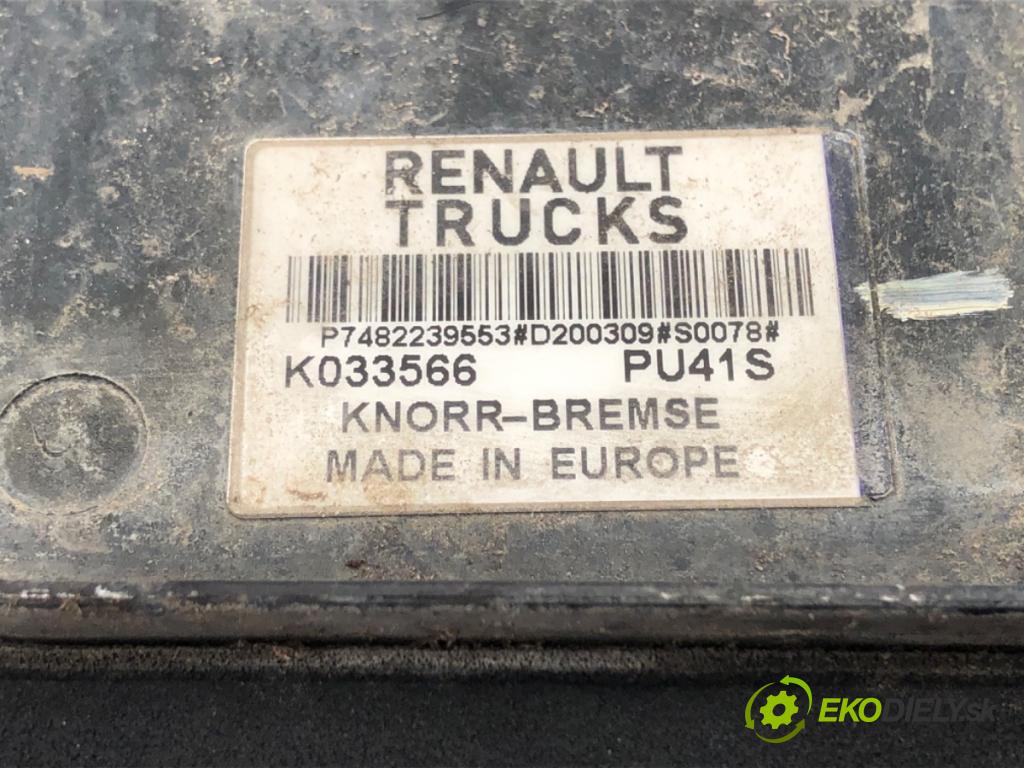 RENAULT
TRUCKS
P7482239553#D200309#S0078#
K033566 PU41S
KNORR-BREMSE
MADE IN EUROPE
EKODIELY.sk